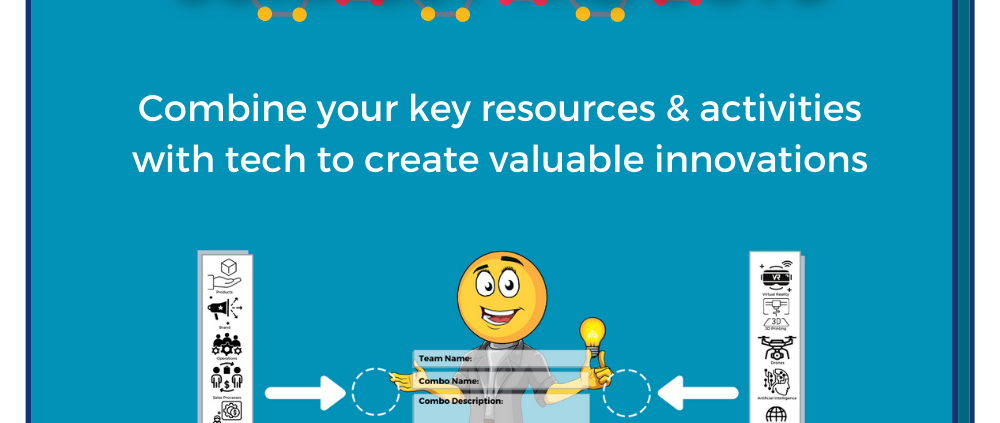 Combine your key resources & activities
with tech to create valuable innovations
Products
Brand
Operations
Sales Processes
Team Name:
Combo Name:
Combo Description:
VR
Virtual Reality
3D
3D Printing
Drones
Artificial Intelligence